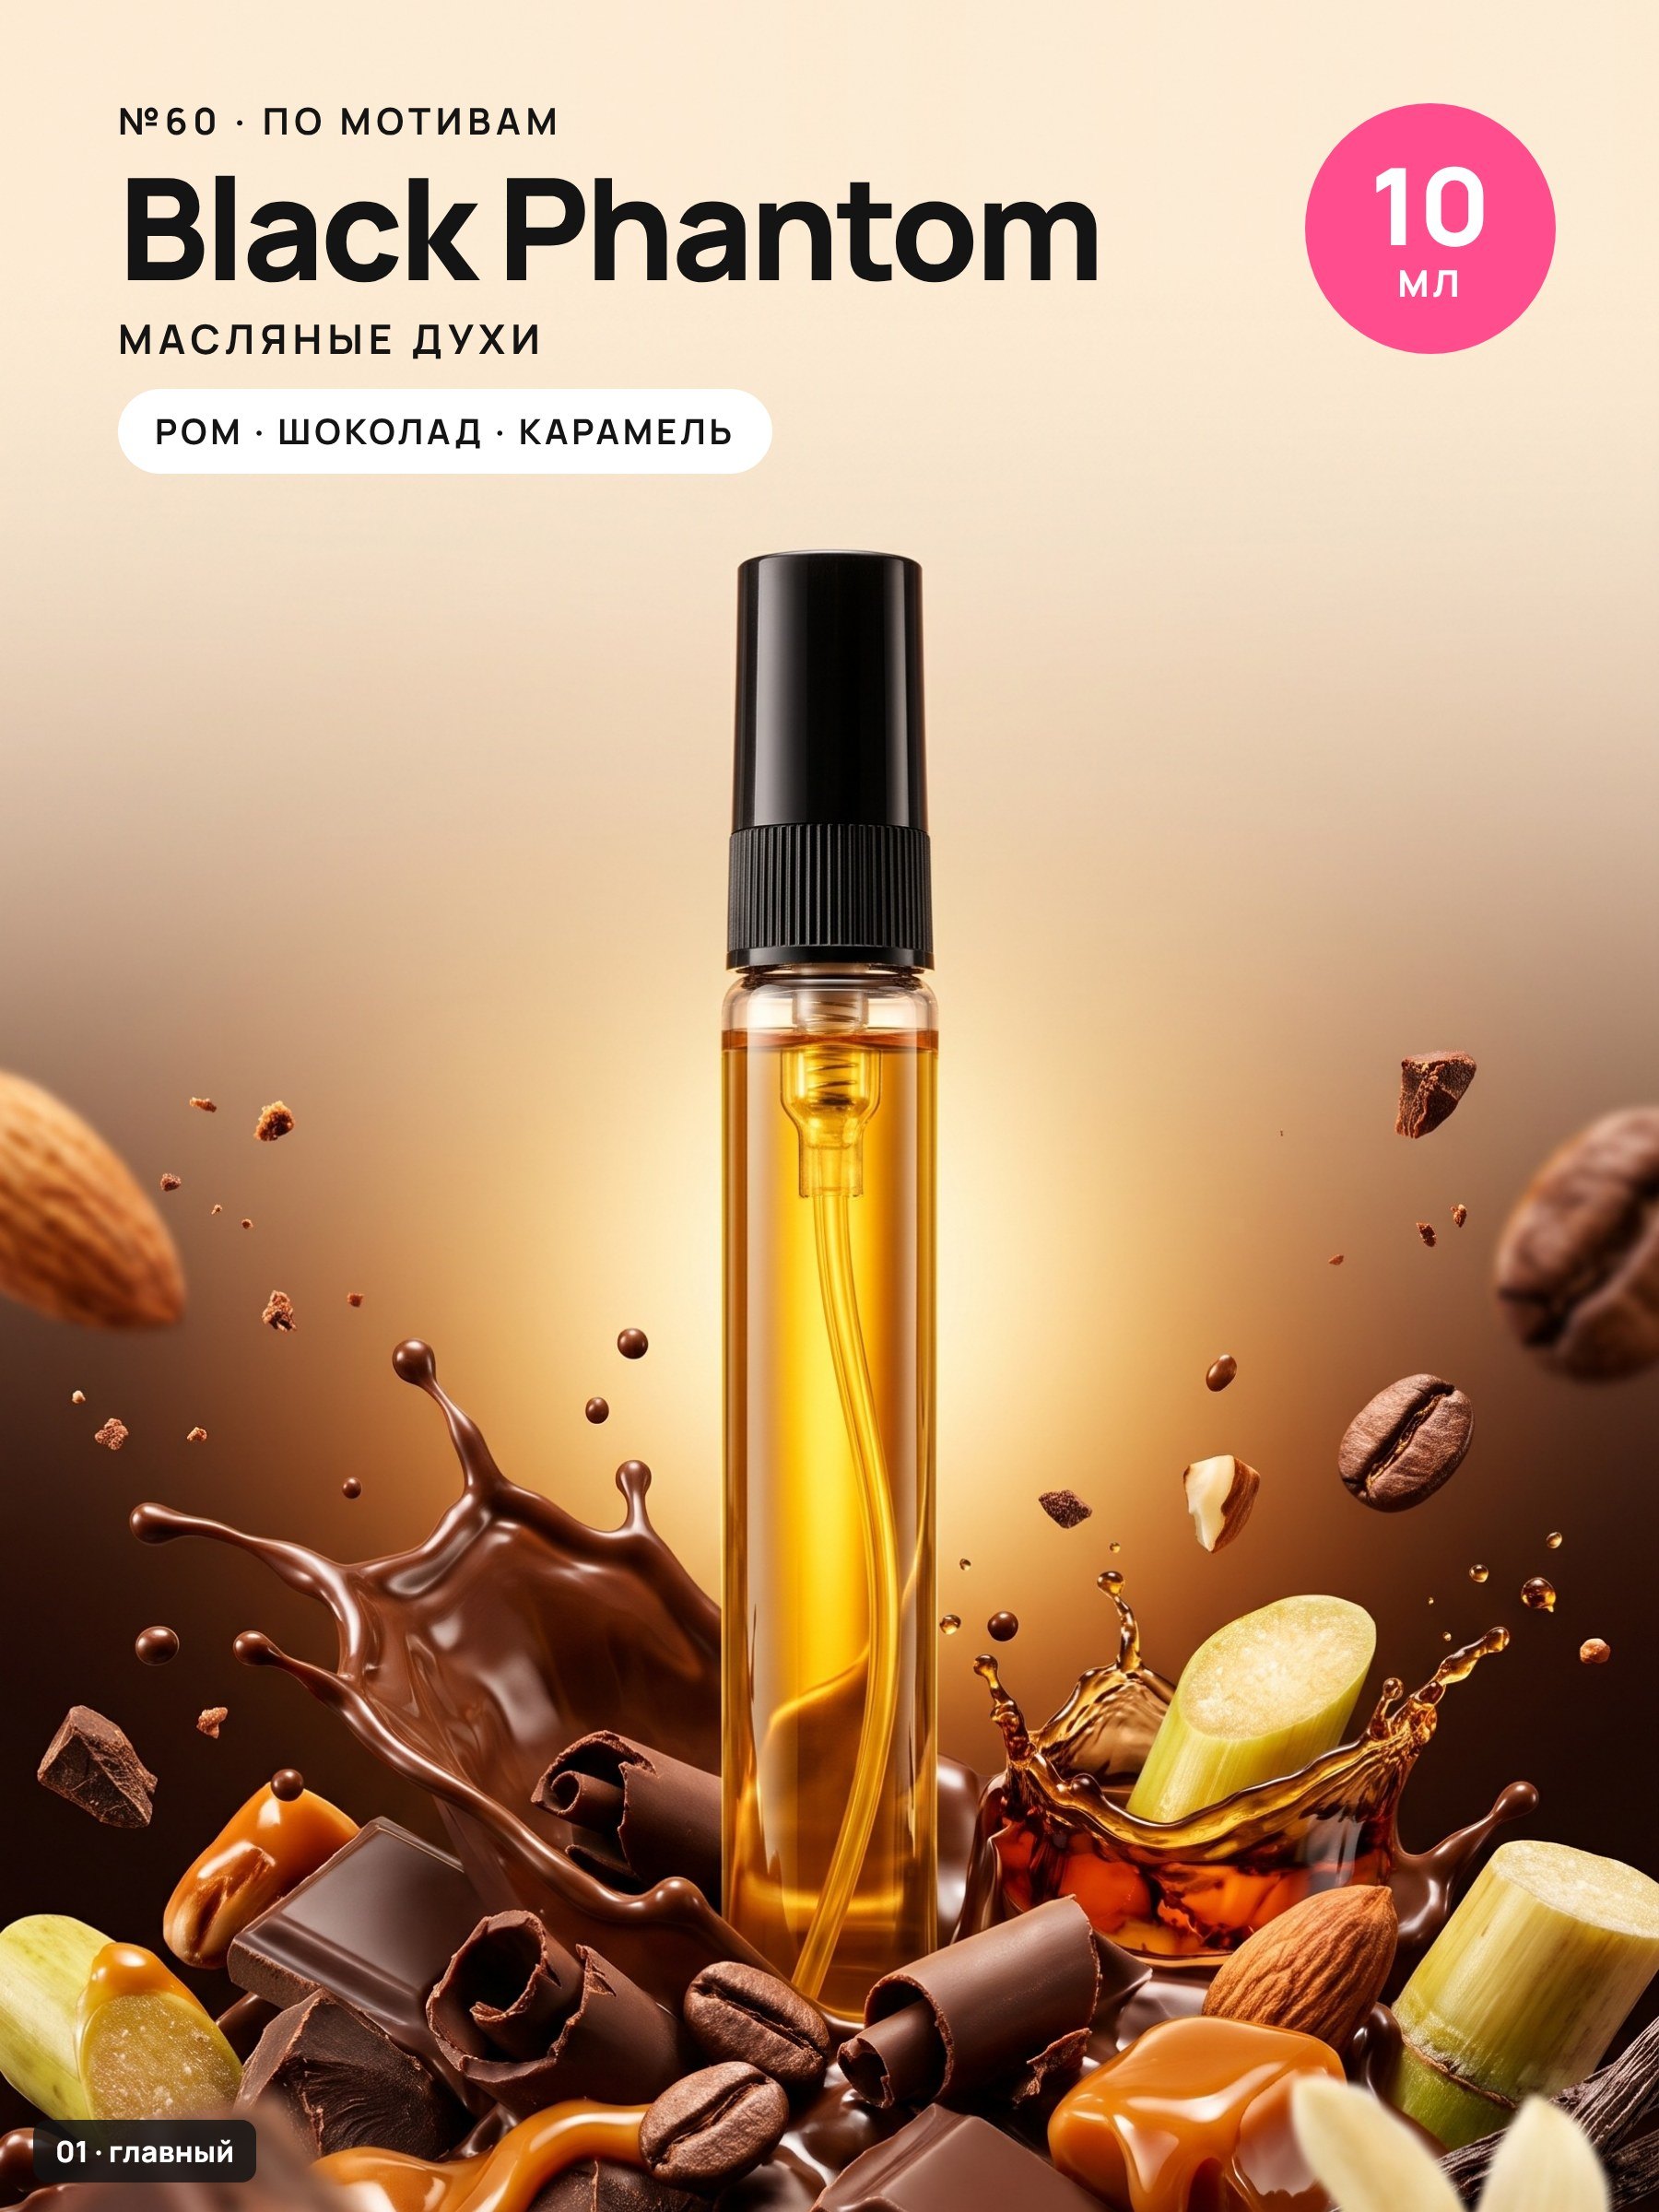 №60 · ПО МОТИВАМ
Black Phantom
МАСЛЯНЫЕ ДУХИ
РОМ · ШОКОЛАД · КАРАМЕЛЬ
10
МЛ
01 · главный